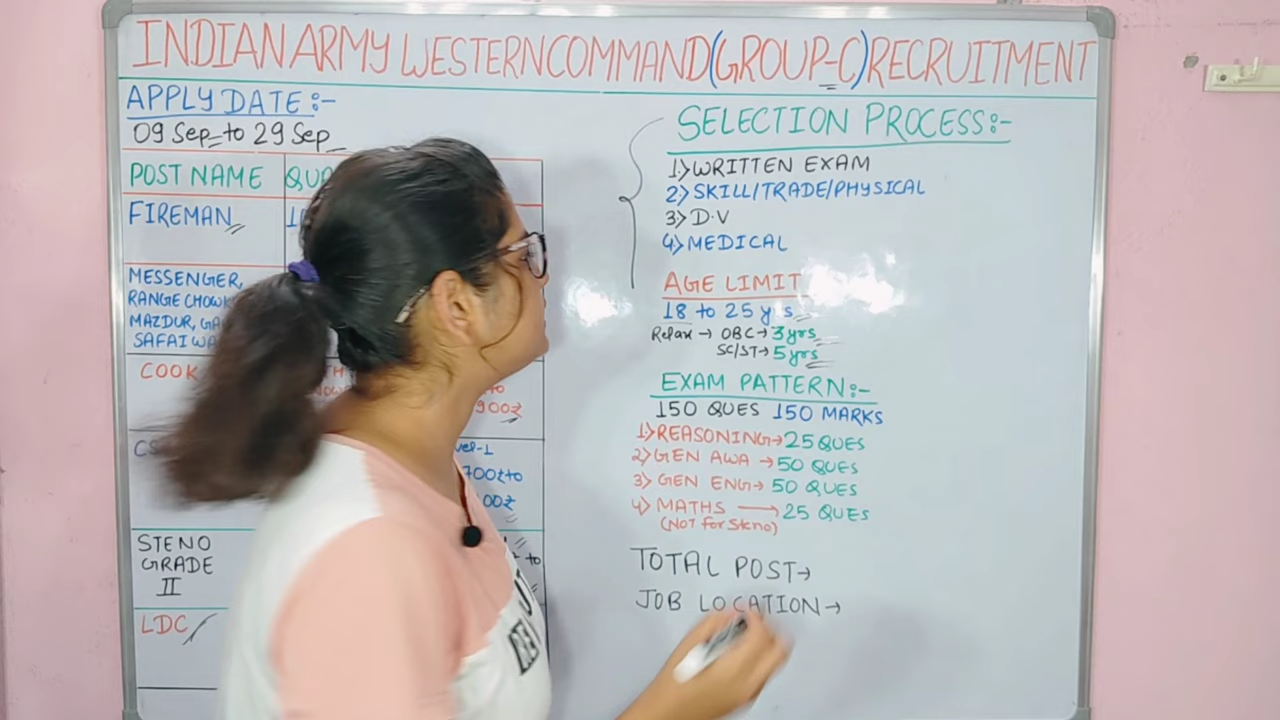 INDIAN ARMY WESTERN COMMAND (GROUP-C) RECRUITMENT
APPLY DATE:-
09 Sep to 29 Sep
POST NAME
FIREMAN
MESSENGER,
RANGE
MAZDUR,
SAFAI
COOK
STENO
GRADE
II
LDC
SELECTION PROCESS:-
1.> WRITTEN EXAM
2.> SKILL/TRADE/PHYSICAL
3.> D.V
4.> MEDICAL
AGE LIMIT
18 to 25 yrs
Relax → OBC → 3 yrs
SC/ST → 5 yrs
EXAM PATTERN:-
150 QUES 150 MARKS
1.> REASONING → 25 QUES
2.> GEN AWA → 50 QUES
3.> GEN ENG → 50 QUES
4.> MATHS → 25 QUES
(NOT for Steno)
TOTAL POST →
JOB LOCATION →